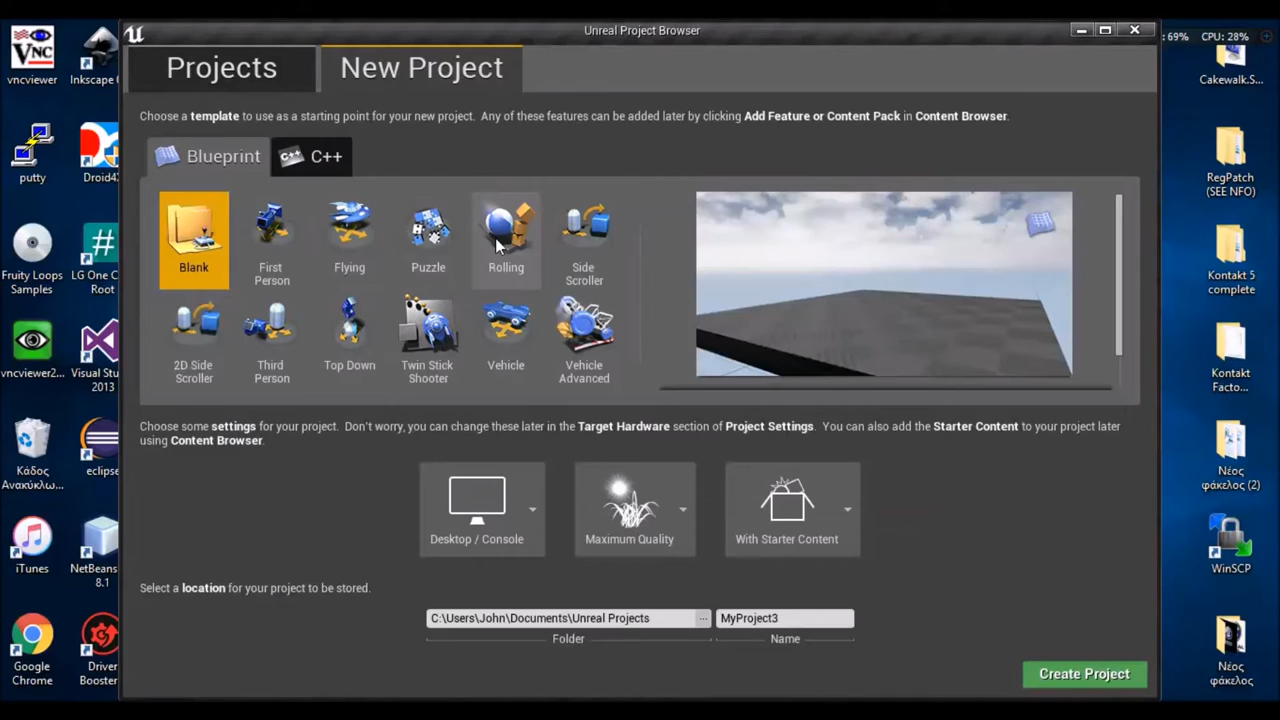 Unreal Project Browser
: 69% CPU: 28%
VNC
vncviewer
Inkscape
putty
Droid4
Fruity Loops
Samples
LG One C
Root
vncviewer2...
Visual Stu
2013
Κάδος
Ανακύκλω...
eclipse
iTunes
NetBeans
8.1
Google
Chrome
Driver
Booster
Projects
New Project
Choose a template to use as a starting point for your new project. Any of these features can be added later by clicking Add Feature or Content Pack in Content Browser.
Blueprint
C++
C++
Blank
First
Person
Flying
Puzzle
Rolling
Side
Scroller
2D Side
Scroller
Third
Person
Top Down
Twin Stick
Shooter
Vehicle
Vehicle
Advanced
Choose some settings for your project. Don't worry, you can change these later in the Target Hardware section of Project Settings. You can also add the Starter Content to your project later
using Content Browser.
Desktop / Console
Maximum Quality
With Starter Content
Select a location for your project to be stored.
C:\Users\John\Documents\Unreal Projects
...
MyProject3
Folder
Name
Create Project
Cakewalk.S...
RegPatch
(SEE NFO)
Kontakt 5
complete
Kontakt
Facto...
Νέος
φάκελος (2)
WinSCP
Νέος
φάκελος